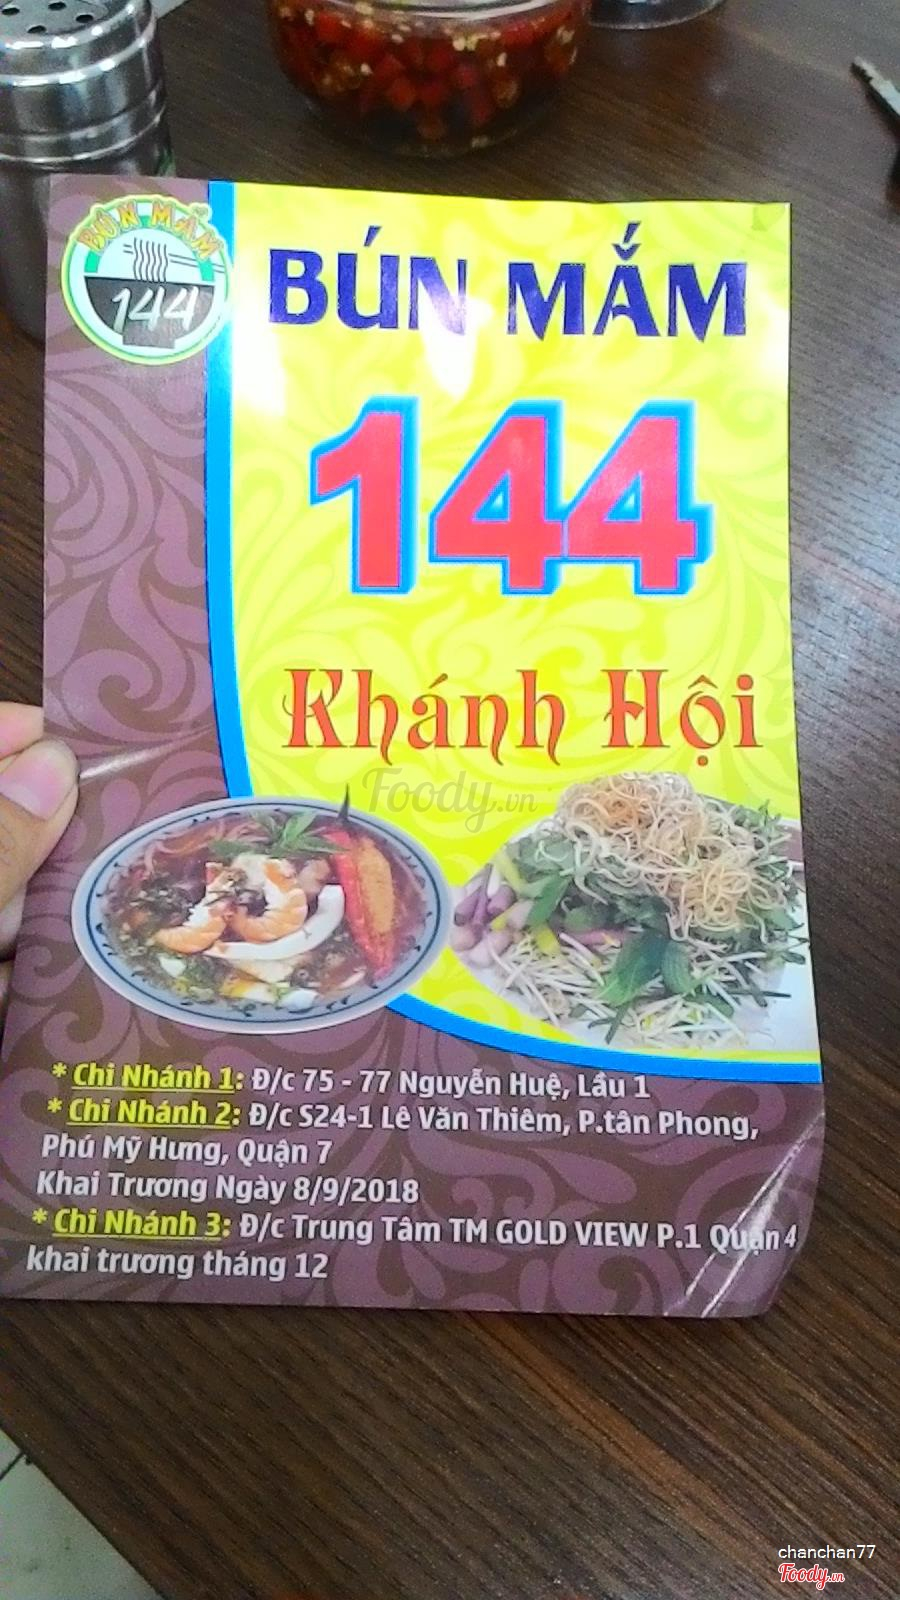 BÚN MẮM
144
BÚN MẮM
144
Khánh Hội
Foody.vn
* Chi Nhánh 1: Đ/c 75 - 77 Nguyễn Huệ, Lầu 1
* Chi Nhánh 2: Đ/c S24-1 Lê Văn Thiêm, P.tân Phong,
Phú Mỹ Hưng, Quận 7
Khai Trương Ngày 8/9/2018
* Chi Nhánh 3: Đ/c Trung Tâm TM GOLD VIEW P.1 Quận 4
khai trương tháng 12
chanchan77
Foody.vn